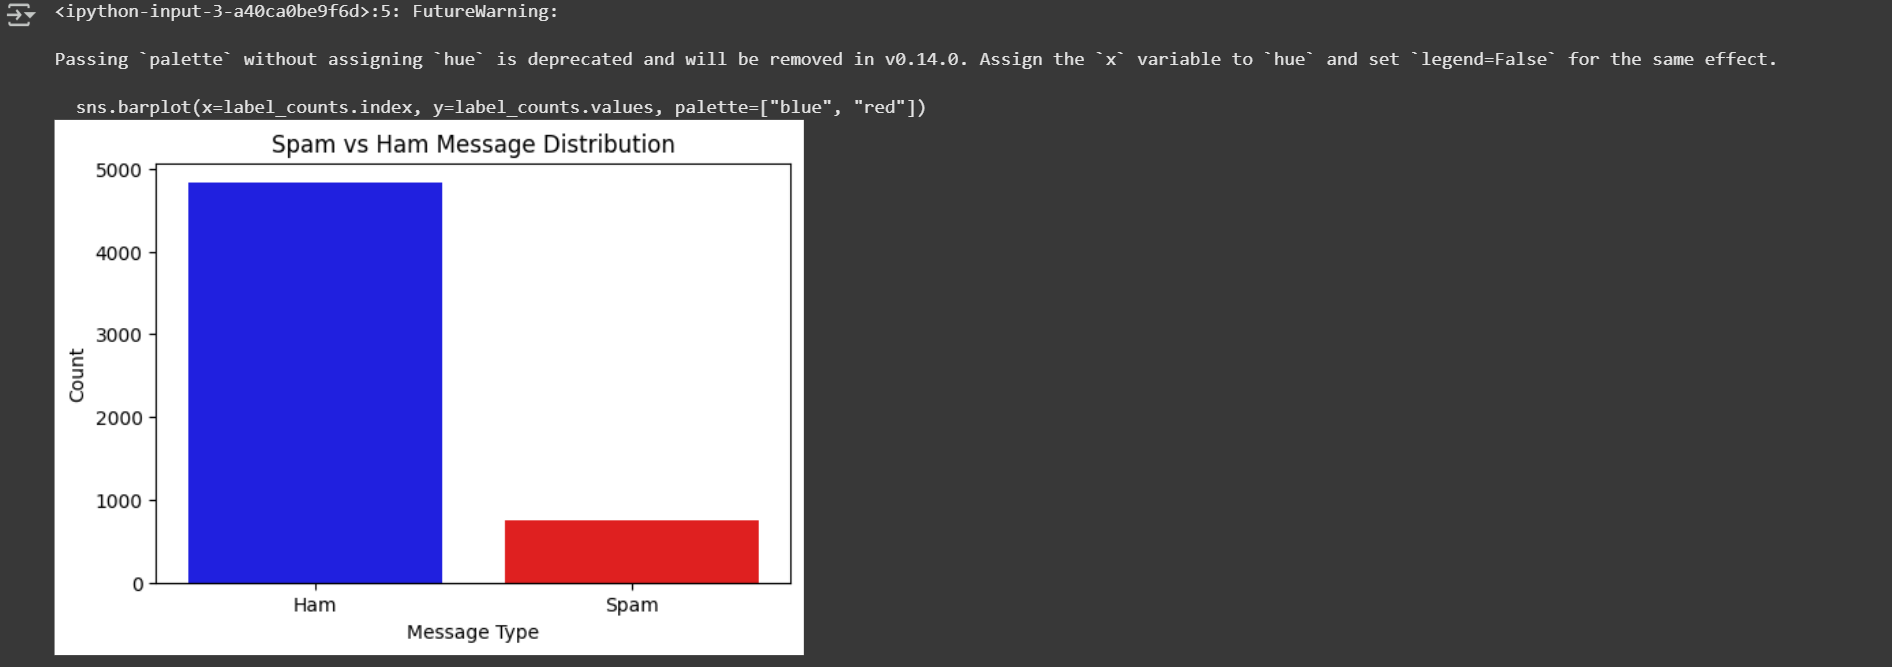 <ipython-input-3-a40ca0be9f6d>:5: FutureWarning:
Passing `palette` without assigning `hue` is deprecated and will be removed in v0.14.0. Assign the `x` variable to `hue` and set `legend=False` for the same effect.
sns.barplot(x=label_counts.index, y=label_counts.values, palette=["blue", "red"])
Spam vs Ham Message Distribution
5000
4000
3000
2000
1000
0
Count
Ham Spam
Message Type